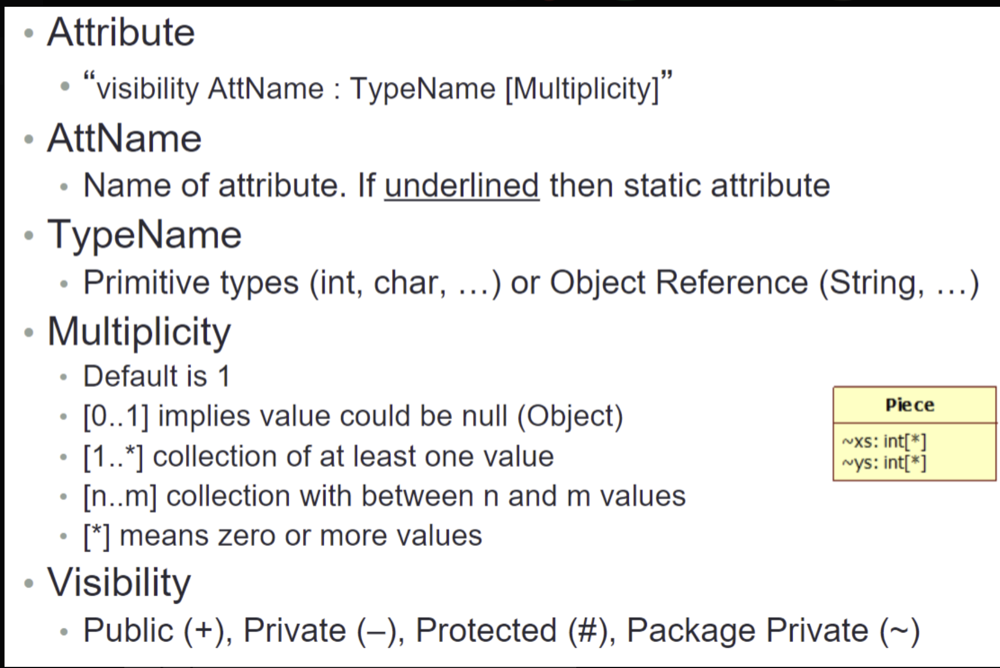 • Attribute
• “visibility AttName : TypeName [Multiplicity]”
• AttName
• Name of attribute. If underlined then static attribute
• TypeName
• Primitive types (int, char, …) or Object Reference (String, …)
• Multiplicity
• Default is 1
• [0..1] implies value could be null (Object)
• [1..*] collection of at least one value
• [n..m] collection with between n and m values
• [*] means zero or more values
• Visibility
• Public (+), Private (–), Protected (#), Package Private (~)
Piece
~xs: int[*]
~ys: int[*]